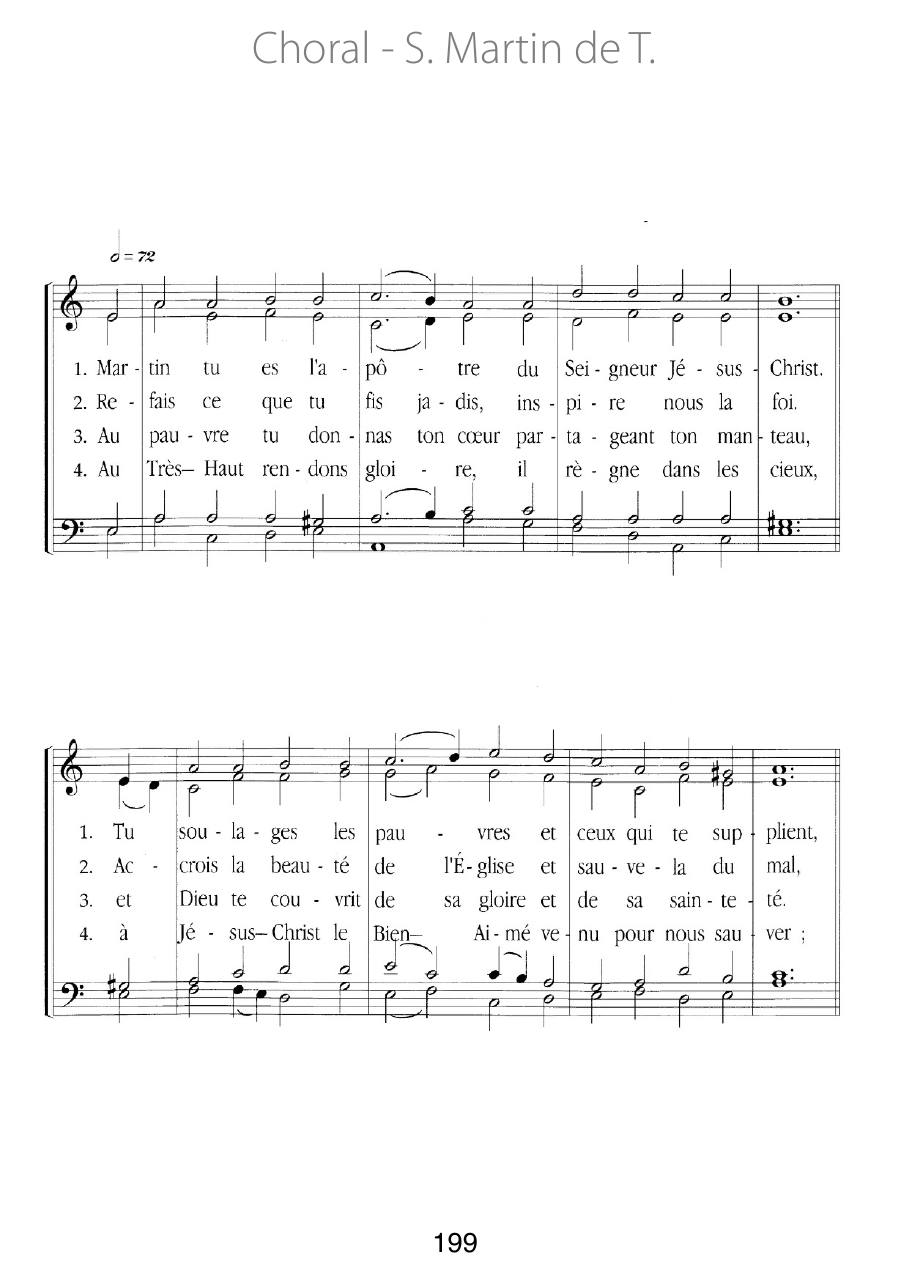 Choral - S. Martin de T.
= 72
1. Mar - tin tu es l'a - pô - tre du Sei - gneur Jé - sus - Christ.
2. Re - fais ce que tu fis ja - dis, ins - pi - re nous la foi.
3. Au pau - vre tu don - nas ton cœur par - ta - geant ton man - teau,
4. Au Très– Haut ren - dons gloi - re, il rè - gne dans les cieux,
1. Tu sou - la - ges les pau - vres et ceux qui te sup plient,
2. Ac - crois la beau - té de l'É - glise et sau - ve - la du mal,
3. et Dieu te cou - vrit de sa gloire et de sa sain - te - té.
4. à Jé - sus– Christ le Bien– Ai - mé ve - nu pour nous sau - ver ;
199